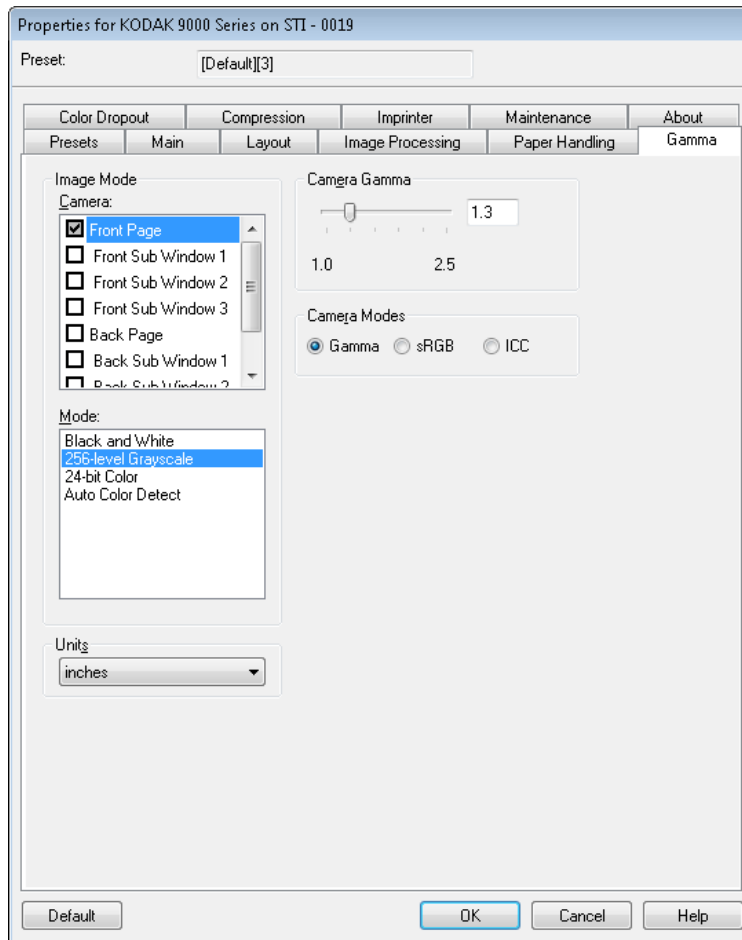 Properties for KODAK 9000 Series on STI - 0019
Preset: [Default][3]
Color Dropout Compression Imprinter Maintenance About
Presets Main Layout Image Processing Paper Handling Gamma
Image Mode
Camera:
Front Page
Front Sub Window 1
Front Sub Window 2
Front Sub Window 3
Back Page
Back Sub Window 1
Back Sub Window 2
Mode:
Black and White
256-level Grayscale
24-bit Color
Auto Color Detect
Units
inches
Camera Gamma
1.3
1.0 2.5
Camera Modes
Gamma sRGB ICC
Default OK Cancel Help